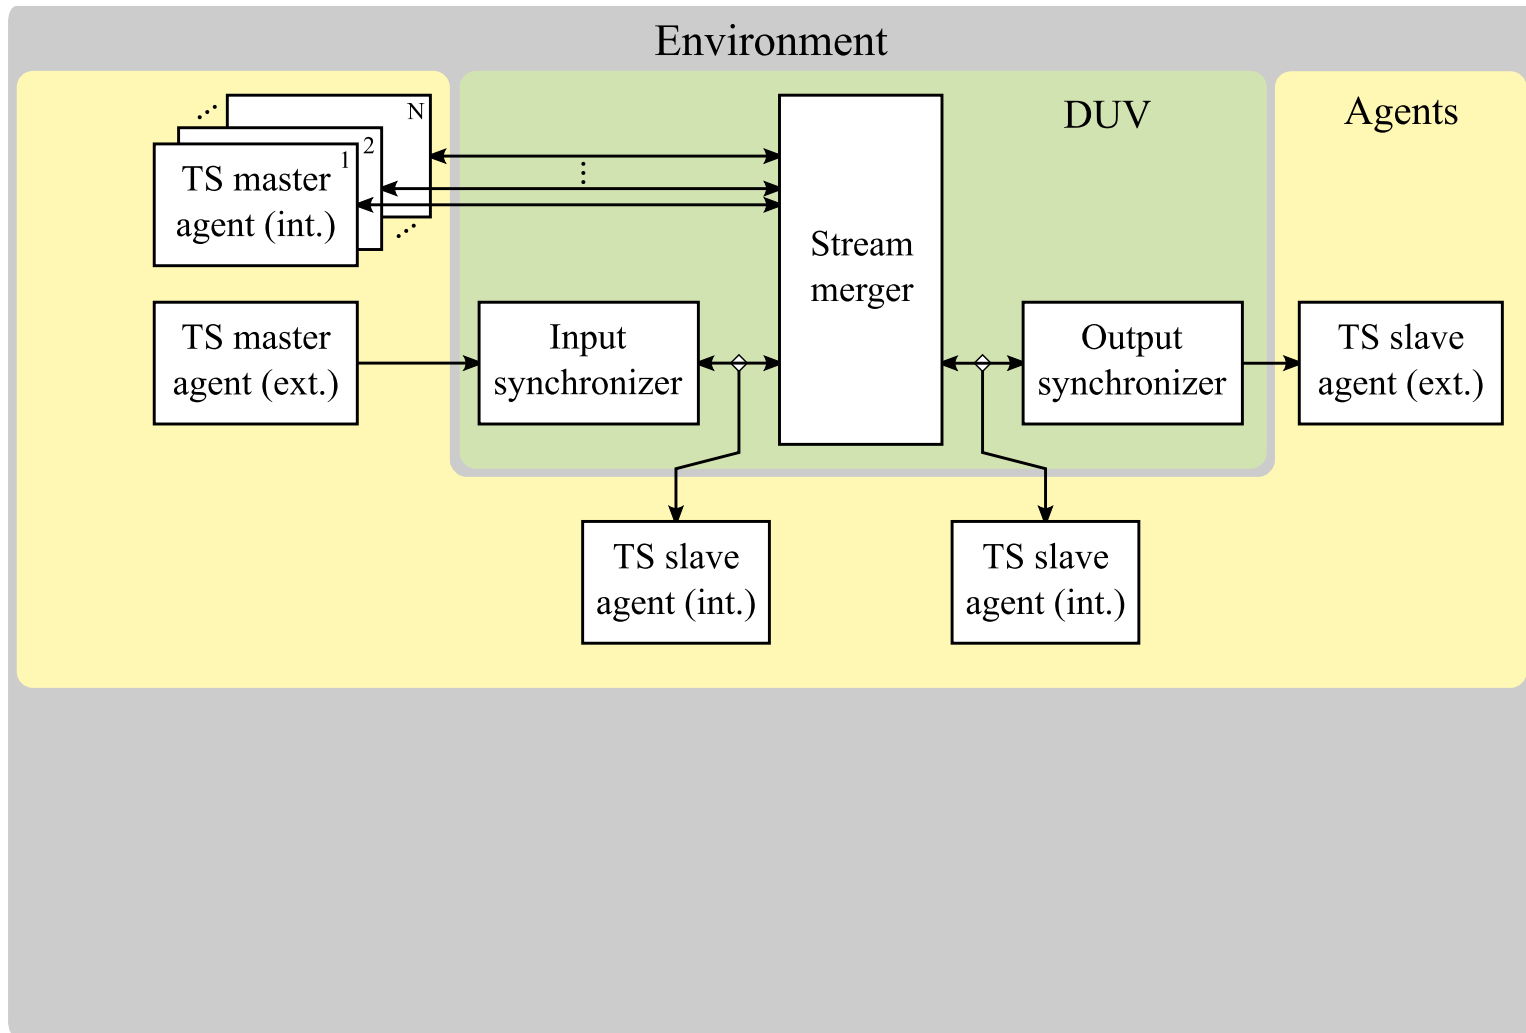 Environment
DUV
Agents
N
2
1
TS master
agent (int.)
Stream
merger
TS master
agent (ext.)
Input
synchronizer
Output
synchronizer
TS slave
agent (ext.)
TS slave
agent (int.)
TS slave
agent (int.)